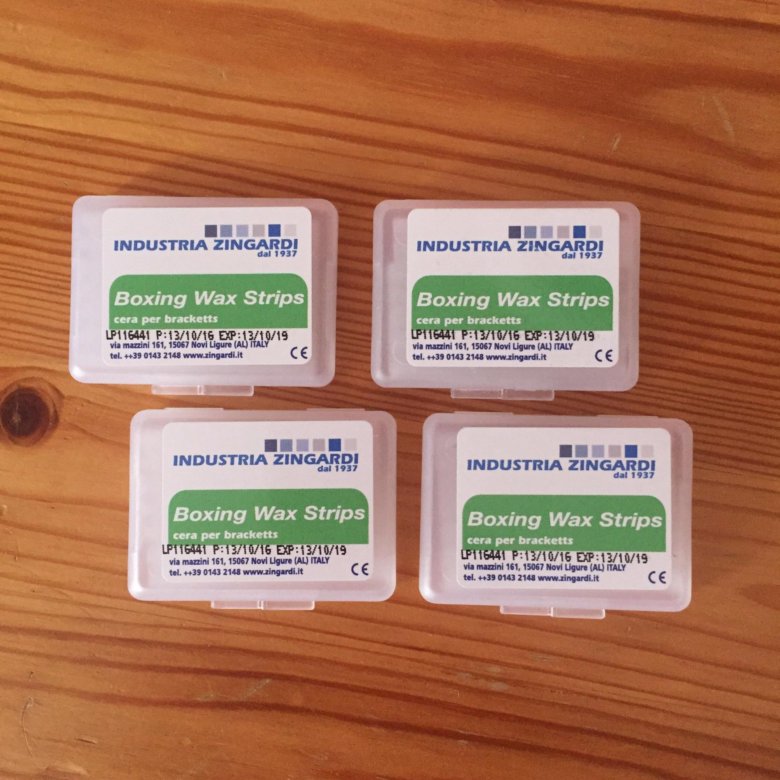 INDUSTRIA ZINGARDI
dal 1937
Boxing Wax Strips
cera per bracketts
LP116441 P:13/10/16 EXP:13/10/19
via mazzini 161, 15067 Novi Ligure (AL) ITALY
tel. ++39 0143 2148 www.zingardi.it CE
INDUSTRIA ZINGARDI
dal 1937
Boxing Wax Strips
cera per bracketts
LP116441 P:13/10/16 EXP:13/10/19
via mazzini 161, 15067 Novi Ligure (AL) ITALY
tel. ++39 0143 2148 www.zingardi.it CE
INDUSTRIA ZINGARDI
dal 1937
Boxing Wax Strips
cera per bracketts
LP116441 P:13/10/16 EXP:13/10/19
via mazzini 161, 15067 Novi Ligure (AL) ITALY
tel. ++39 0143 2148 www.zingardi.it CE
INDUSTRIA ZINGARDI
dal 1937
Boxing Wax Strips
cera per bracketts
LP116441 P:13/10/16 EXP:13/10/19
via mazzini 161, 15067 Novi Ligure (AL) ITALY
tel. ++39 0143 2148 www.zingardi.it CE